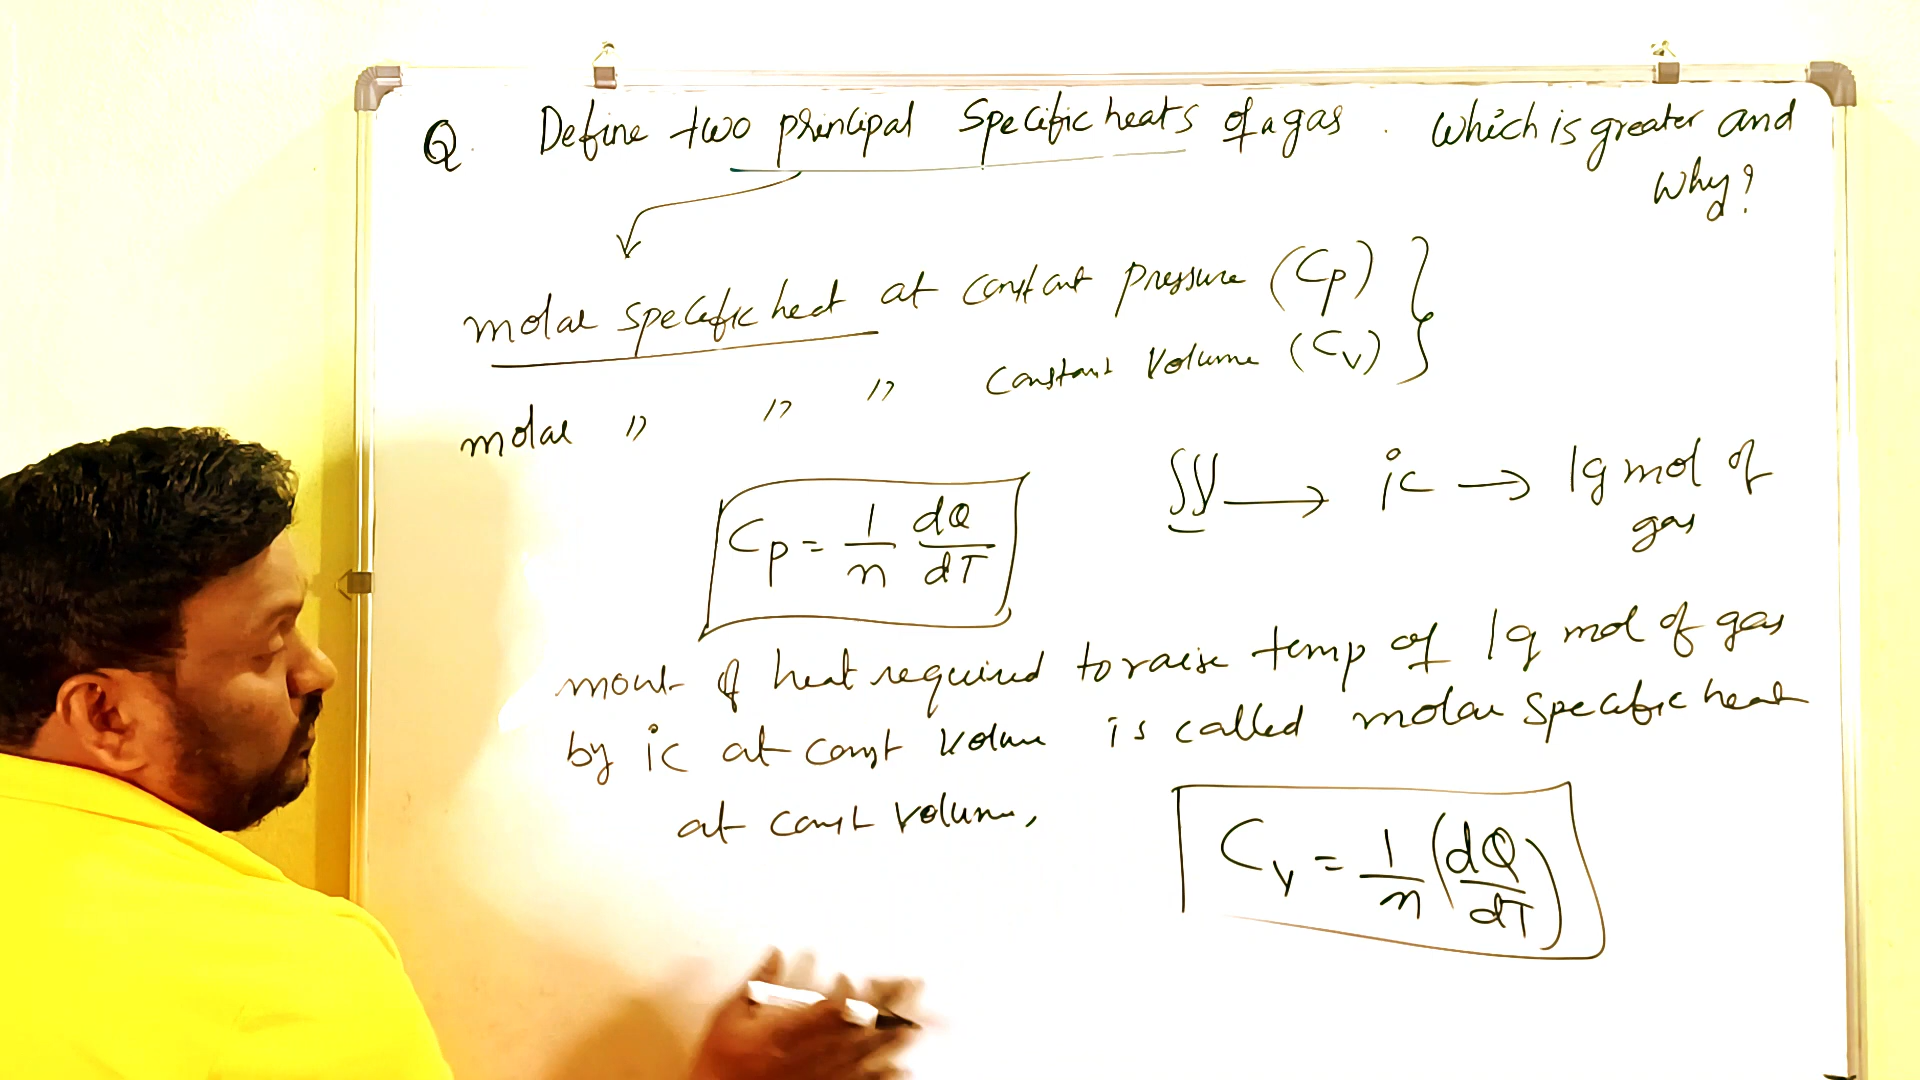 Q. Define two principal Specific heats of a gas. Which is greater and
Why?
molar specific heat at constant pressure (Cp)
molar " " " Constant Volume (Cv)
1°C → 1g mol of
gas
Cp = 1/n dQ/dT
mount of heat required to raise temp of 1g mol of gas
by 1°C at const volume is called molar specific heat
at const volume,
Cv = 1/n (dQ/dT)